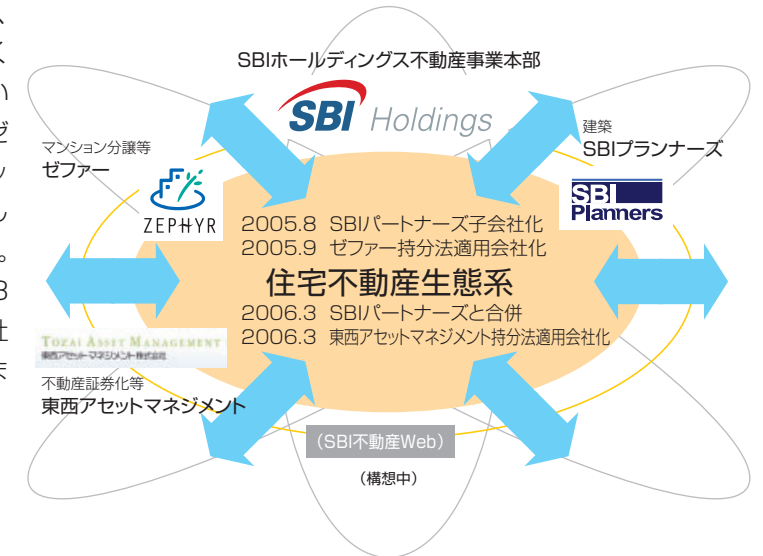 SBIホールディングス不動産事業本部
SBI Holdings
マンション分譲等
ゼファー
ZEPHYR
建築
SBIプランナーズ
SBI
Planners
2005.8 SBIパートナーズ子会社化
2005.9 ゼファー持分法適用会社化
住宅不動産生態系
2006.3 SBIパートナーズと合併
2006.3 東西アセットマネジメント持分法適用会社化
TOZAI ASSET MANAGEMENT
東西アセット・マネジメント株式会社
不動産証券化等
東西アセットマネジメント
(SBI不動産Web)
(構想中)